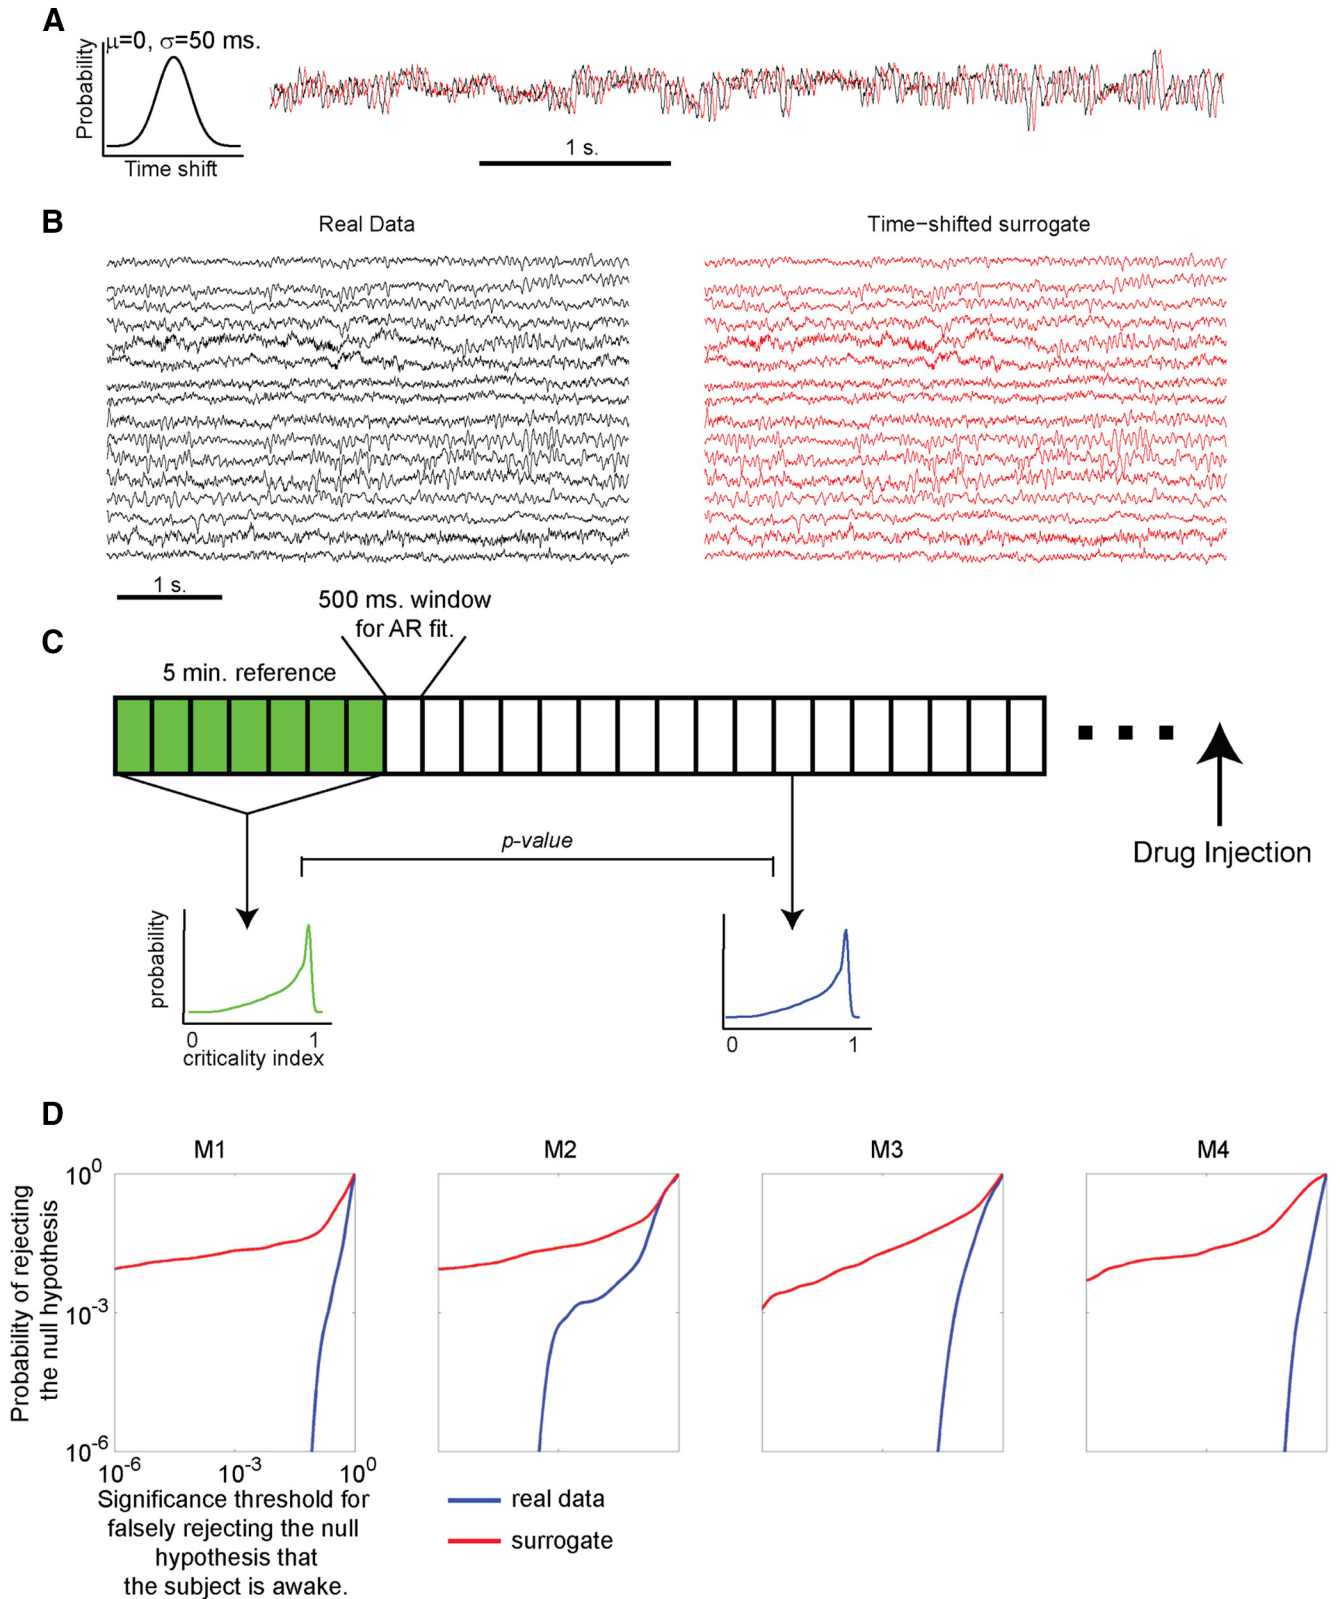 A
μ=0, σ=50 ms.
Probability
Time shift
1 s.
B
Real Data
Time−shifted surrogate
1 s.
500 ms. window
for AR fit.
C
5 min. reference
p-value
Drug Injection
probability
0
1
criticality index
0
1
D
M1
M2
M3
M4
Probability of rejecting
the null hypothesis
10^0
10^-3
10^-6
10^-6
10^-3
10^0
Significance threshold for
falsely rejecting the null
hypothesis that
the subject is awake.
real data
surrogate